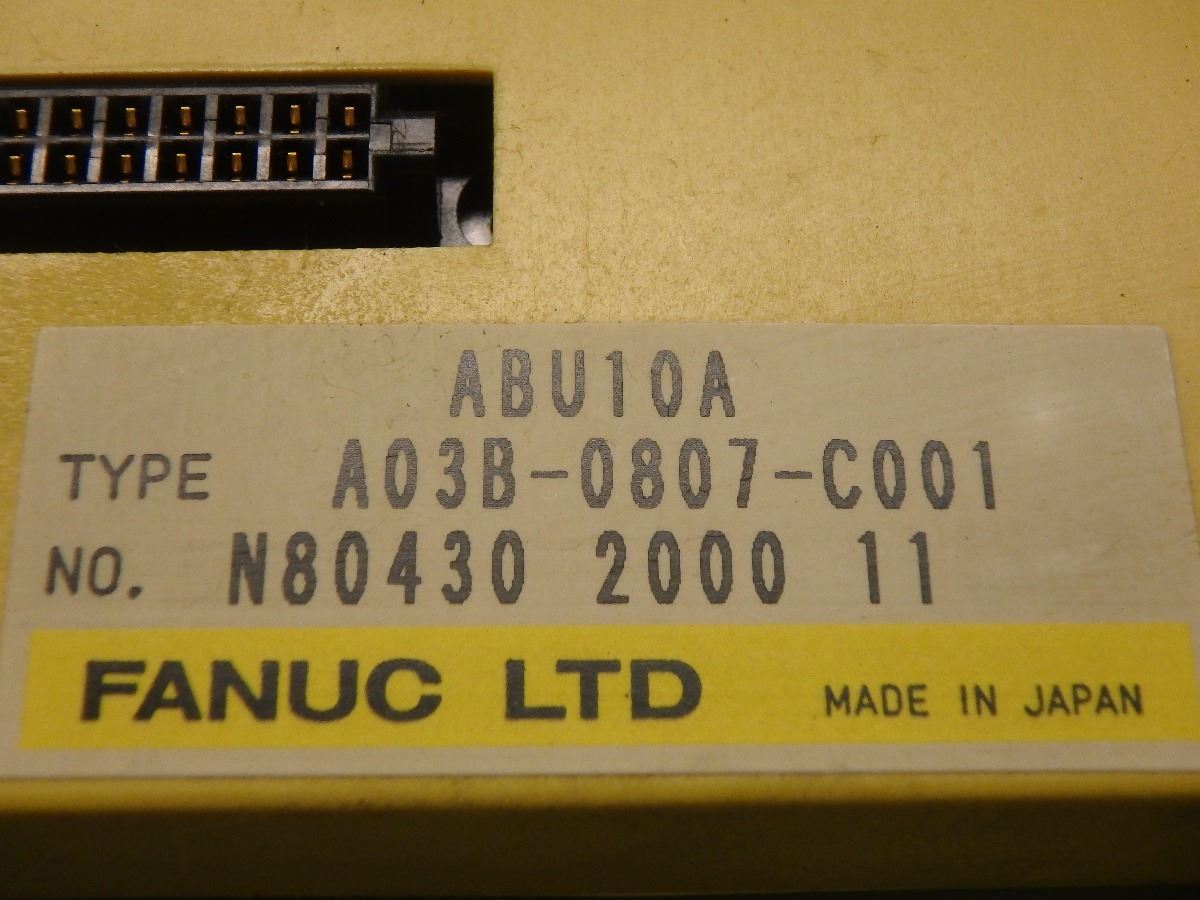 ABU10A
TYPE A03B-0807-C001
NO. N80430 2000 11
FANUC LTD MADE IN JAPAN